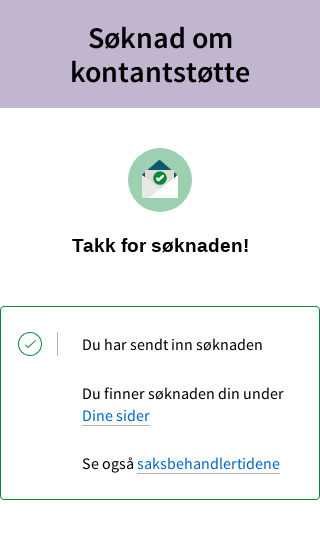 Søknad om
kontantstøtte
Takk for søknaden!
Du har sendt inn søknaden
Du finner søknaden din under
Dine sider
Se også saksbehandlertidene